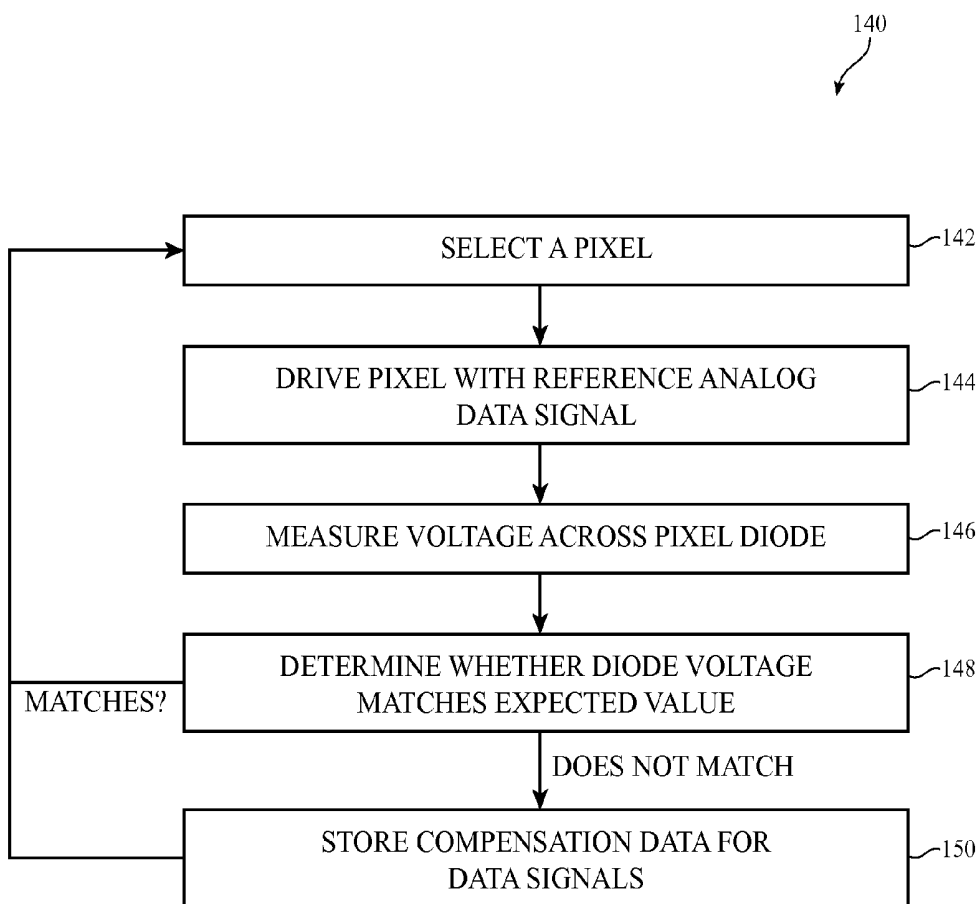 140
SELECT A PIXEL
142
DRIVE PIXEL WITH REFERENCE ANALOG
DATA SIGNAL
144
MEASURE VOLTAGE ACROSS PIXEL DIODE
146
DETERMINE WHETHER DIODE VOLTAGE
MATCHES EXPECTED VALUE
148
MATCHES?
DOES NOT MATCH
STORE COMPENSATION DATA FOR
DATA SIGNALS
150